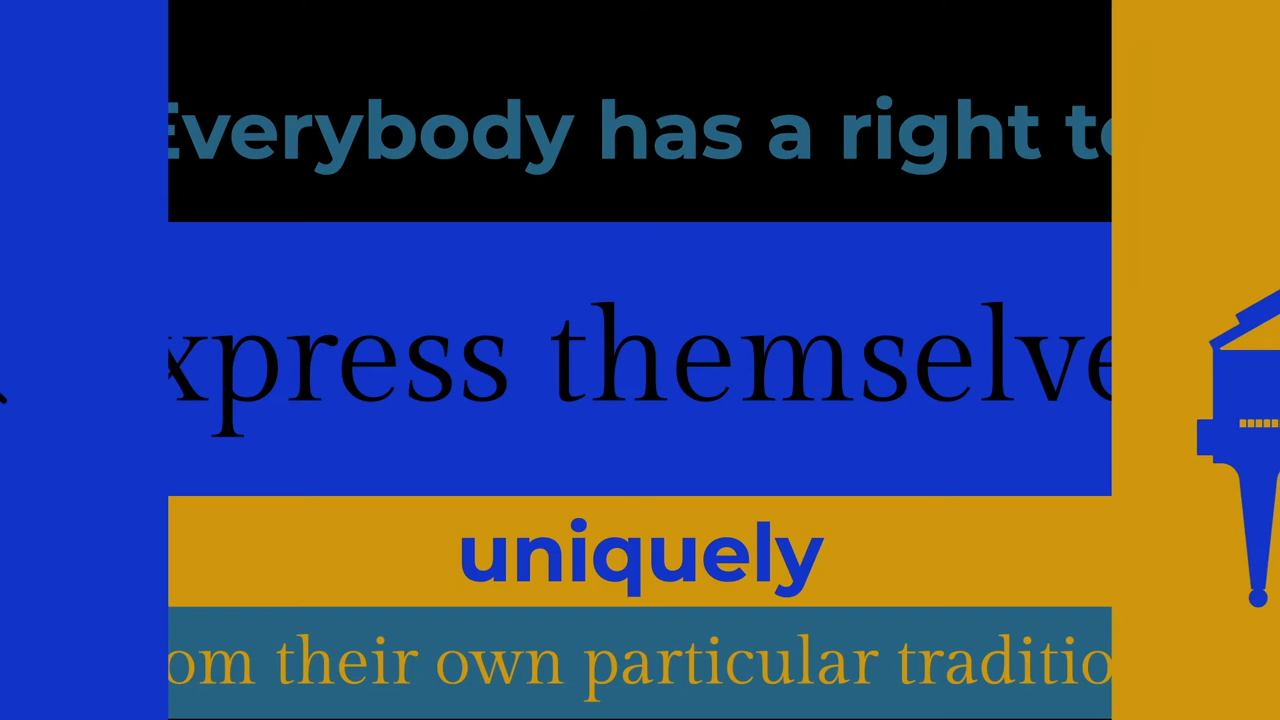 Everybody has a right to
xpress themselve
uniquely
om their own particular traditio